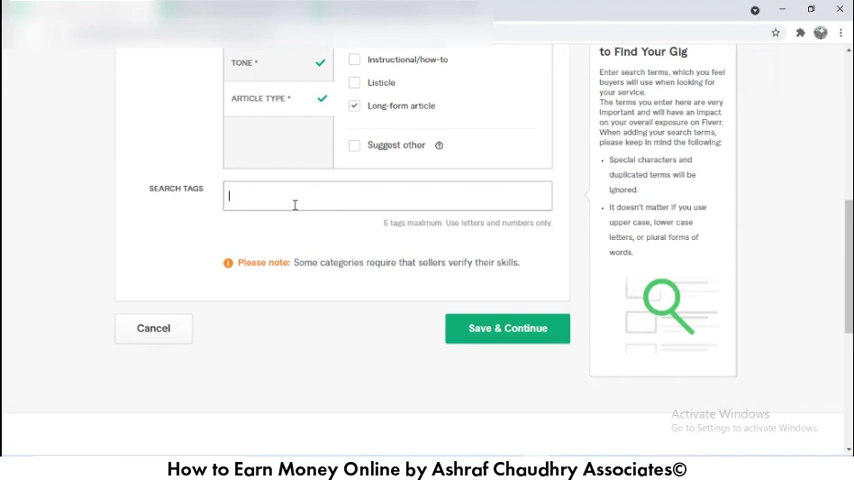 to Find Your Gig
Instructional/how-to
TONE *
Enter search terms, which you feel
buyers will use when looking for
your service.
Listicle
ARTICLE TYPE *
Long-form article
The terms you enter here are very
important and will have an impact
on your overall exposure on Fiverr.
When adding your search terms,
please keep in mind the following:
Suggest other
Special characters and
duplicated terms will be
ignored.
SEARCH TAGS
It doesn't matter if you use
upper case, lower case
letters, or plural forms of
words.
5 tags maximum. Use letters and numbers only.
Please note: Some categories require that sellers verify their skills.
Cancel
Save & Continue
Activate Windows
Go to Settings to activate Windows.
How to Earn Money Online by Ashraf Chaudhry Associates©